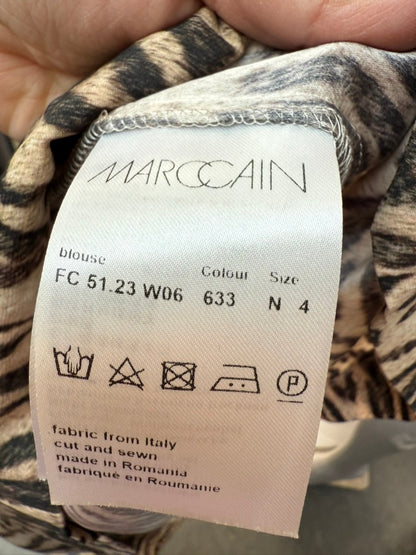 MARCCAIN
blouse
FC 51.23 W06
Colour
633
Size
N 4
P
fabric from Italy
cut and sewn
made in Romania
fabriqué en Roumanie